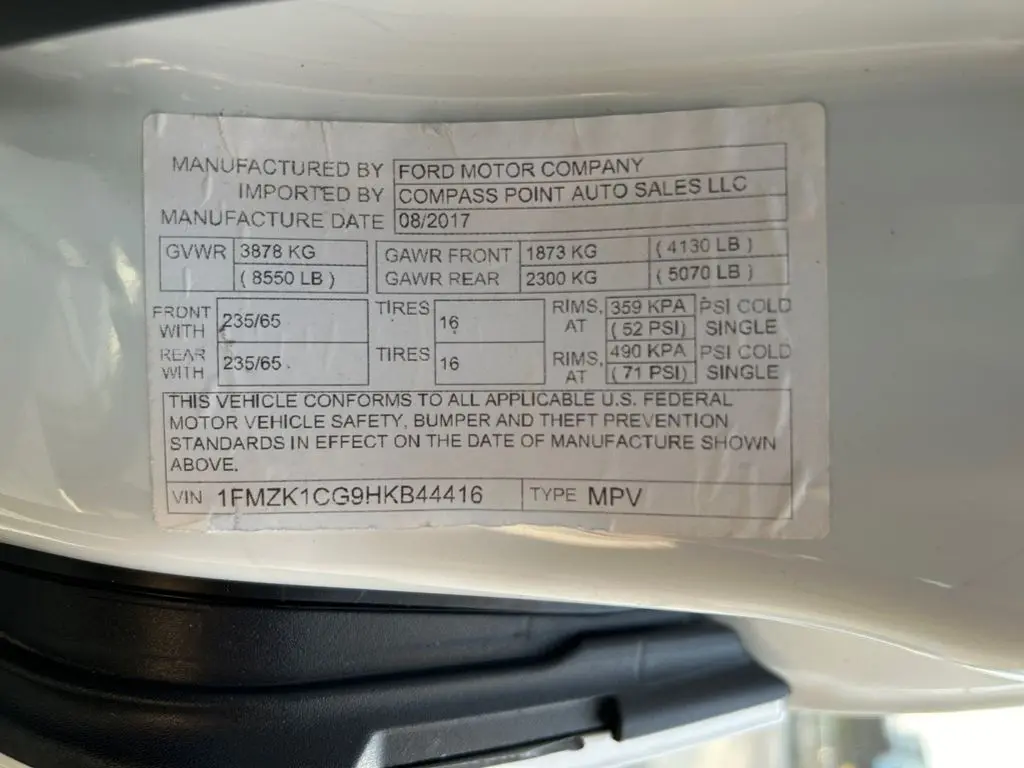 MANUFACTURED BY FORD MOTOR COMPANY
IMPORTED BY COMPASS POINT AUTO SALES LLC
MANUFACTURE DATE 08/2017
GVWR 3878 KG GAWR FRONT 1873 KG ( 4130 LB )
( 8550 LB ) GAWR REAR 2300 KG ( 5070 LB )
FRONT WITH 235/65 TIRES 16 RIMS, AT 359 KPA ( 52 PSI) PSI COLD SINGLE
REAR WITH 235/65 TIRES 16 RIMS, AT 490 KPA ( 71 PSI) PSI COLD SINGLE
THIS VEHICLE CONFORMS TO ALL APPLICABLE U.S. FEDERAL
MOTOR VEHICLE SAFETY, BUMPER AND THEFT PREVENTION
STANDARDS IN EFFECT ON THE DATE OF MANUFACTURE SHOWN
ABOVE.
VIN 1FMZK1CG9HKB44416 TYPE MPV